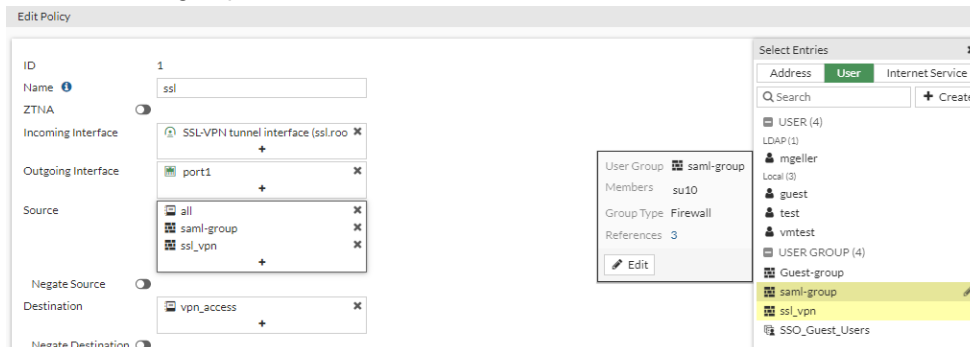 Edit Policy
ID 1
Name ssl
ZTNA
Incoming Interface SSL-VPN tunnel interface (ssl.roo
+
Outgoing Interface port1
+
Source all
saml-group
ssl_vpn
+
Negate Source
Destination vpn_access
+
Negate Destination
User Group saml-group
Members su10
Group Type Firewall
References 3
Edit
Select Entries
Address User Internet Service
Search + Create
USER (4)
LDAP (1)
mgeller
Local (3)
guest
test
vmtest
USER GROUP (4)
Guest-group
saml-group
ssl_vpn
SSO_Guest_Users